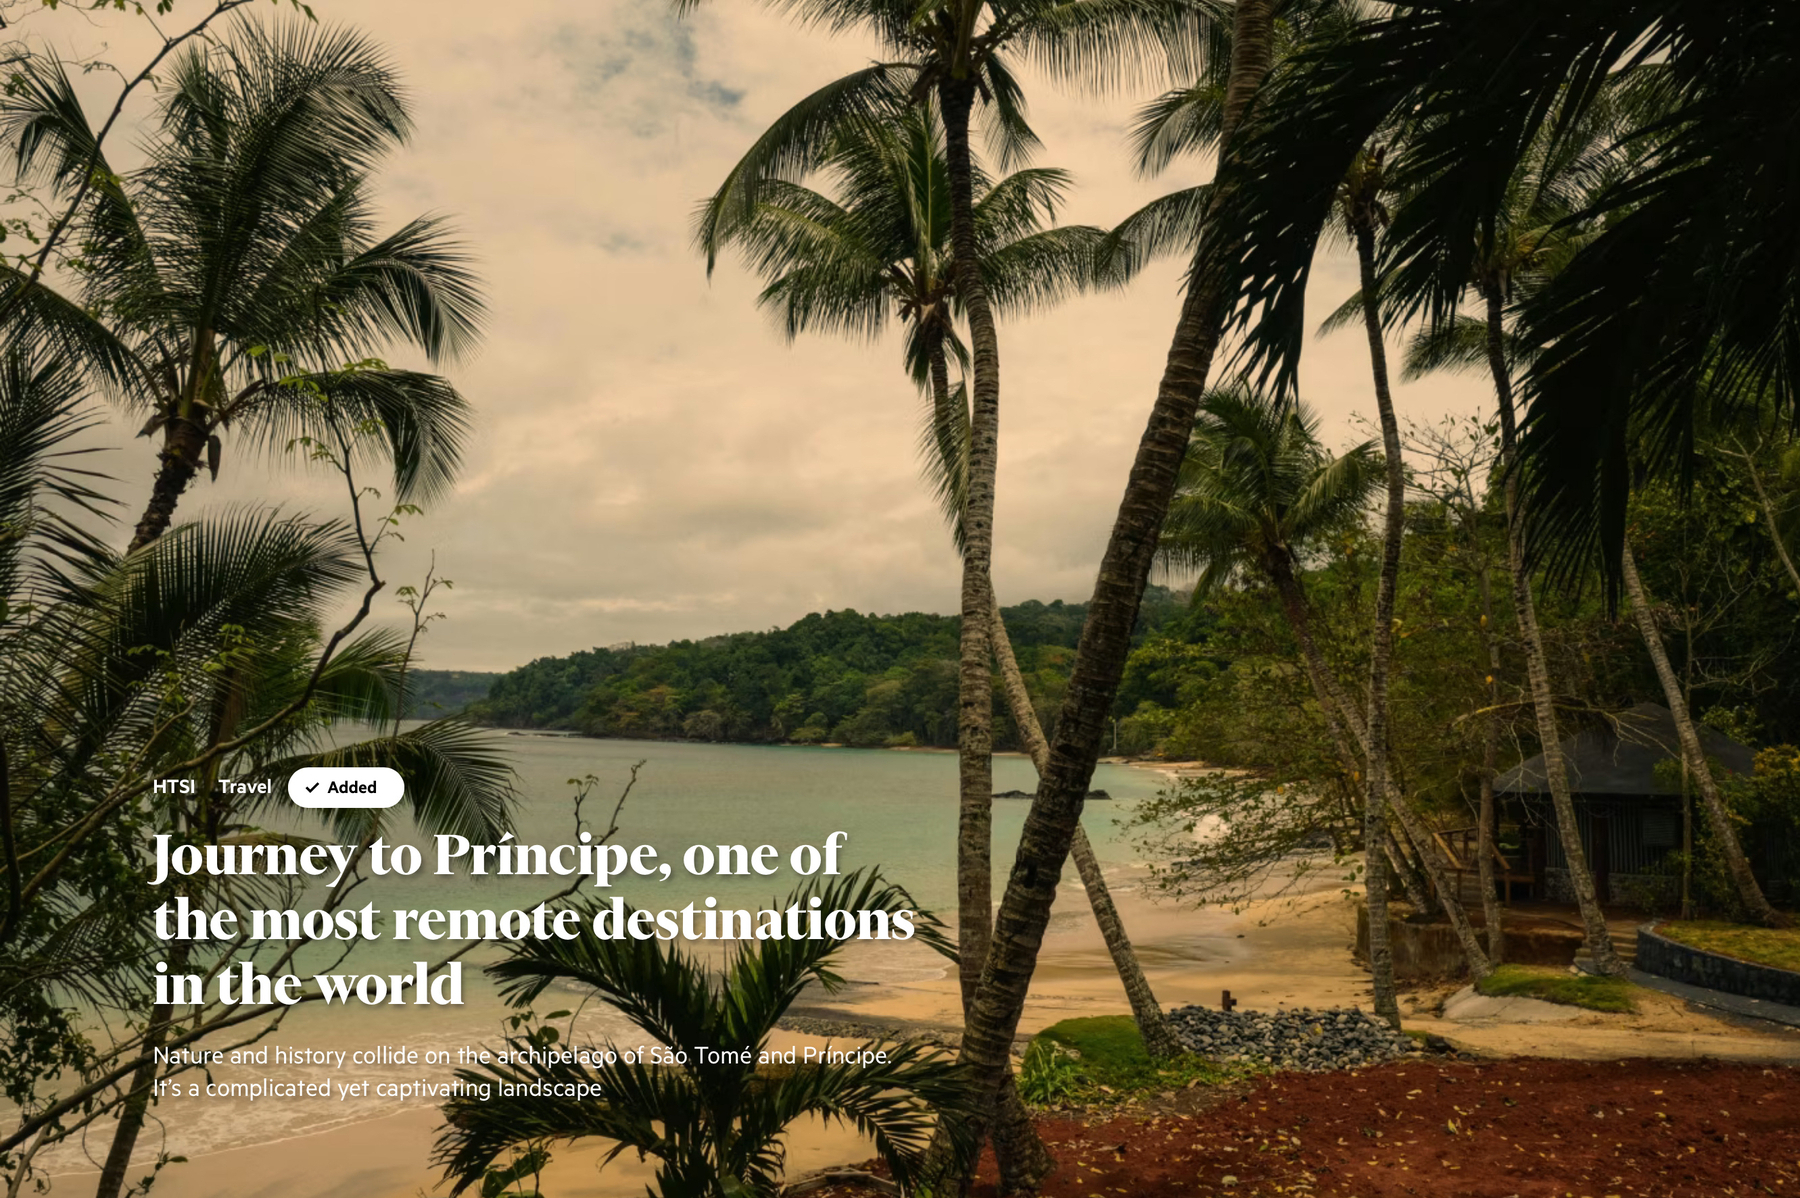 HTSI Travel Added
Journey to Príncipe, one of
the most remote destinations
in the world
Nature and history collide on the archipelago of São Tomé and Príncipe.
It’s a complicated yet captivating landscape